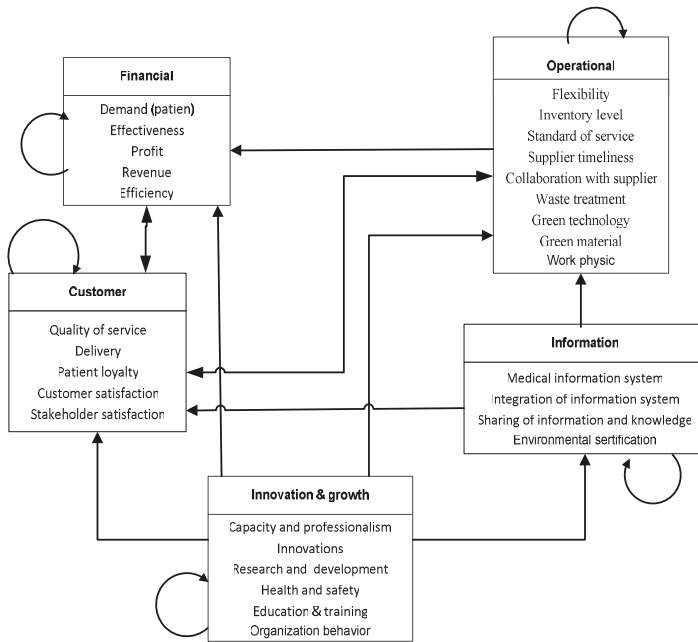 Financial
Demand (patien)
Effectiveness
Profit
Revenue
Efficiency
Operational
Flexibility
Inventory level
Standard of service
Supplier timeliness
Collaboration with supplier
Waste treatment
Green technology
Green material
Work physic
Customer
Quality of service
Delivery
Patient loyalty
Customer satisfaction
Stakeholder satisfaction
Information
Medical information system
Integration of information system
Sharing of information and knowledge
Environmental sertification
Innovation & growth
Capacity and professionalism
Innovations
Research and development
Health and safety
Education & training
Organization behavior